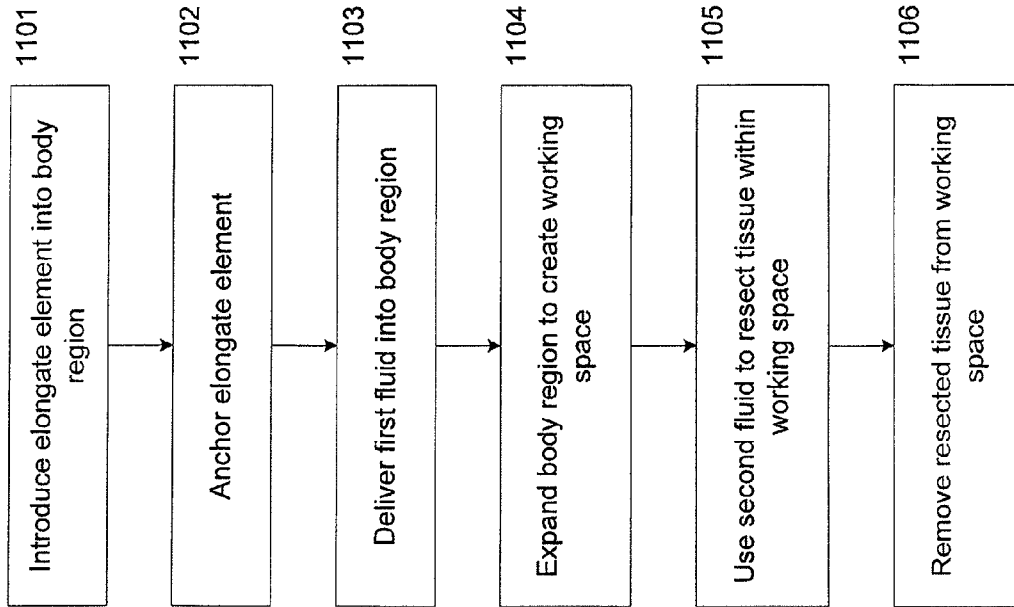 1101
Introduce elongate element into body
region
1102
Anchor elongate element
1103
Deliver first fluid into body region
1104
Expand body region to create working
space
1105
Use second fluid to resect tissue within
working space
1106
Remove resected tissue from working
space